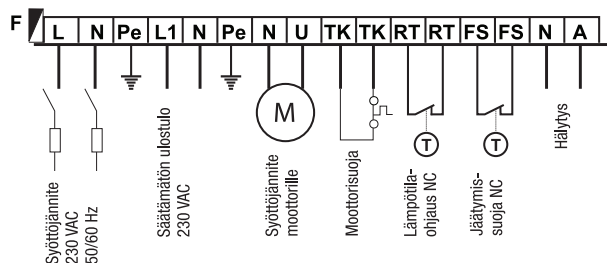 F L N Pe L1 N Pe N U TK TK RT RT FS FS N A
M
T
T
Syöttöjännite
230 VAC
50/60 Hz
Säätämätön ulostulo
230 VAC
Syöttöjännite
moottorille
Moottorisuoja
Lämpötila-
ohjaus NC
Jäätymis-
suoja NC
Hälytys